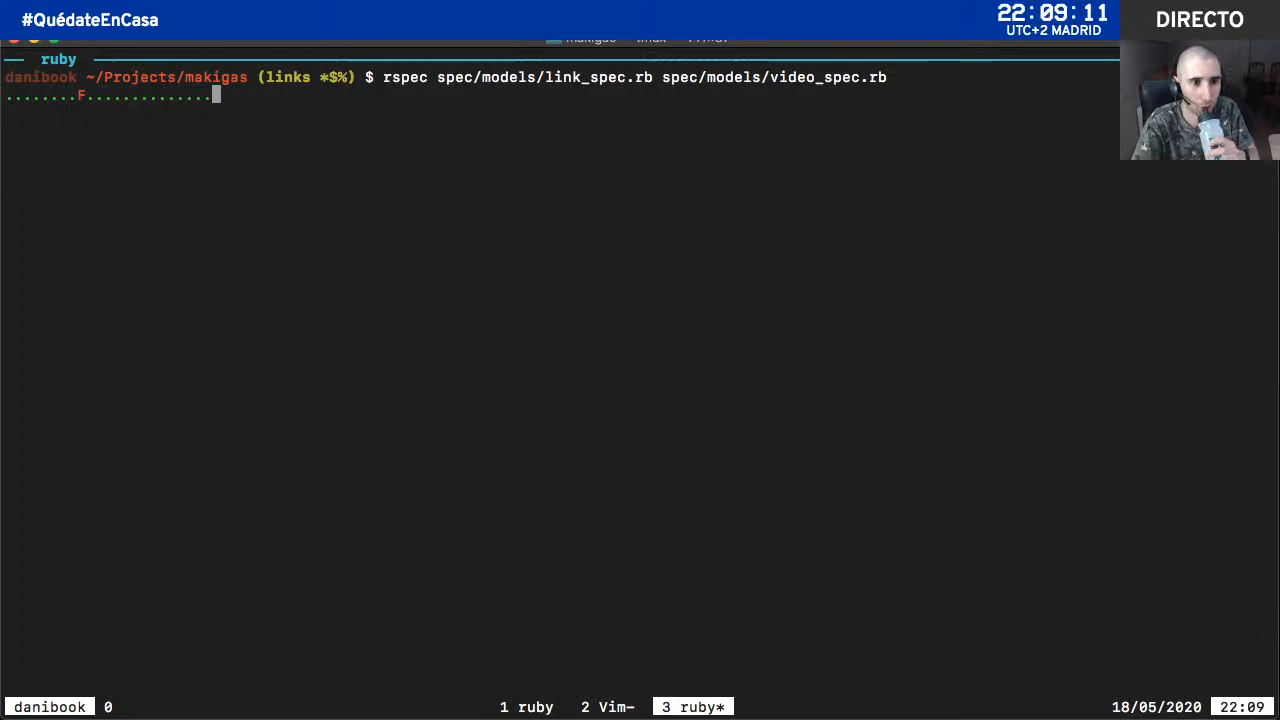 #QuédateEnCasa
22:09:11
UTC+2 MADRID
DIRECTO
ruby
danibook ~/Projects/makigas (links *$%) $ rspec spec/models/link_spec.rb spec/models/video_spec.rb
........F..............
danibook 0 1 ruby 2 Vim- 3 ruby* 18/05/2020 22:09